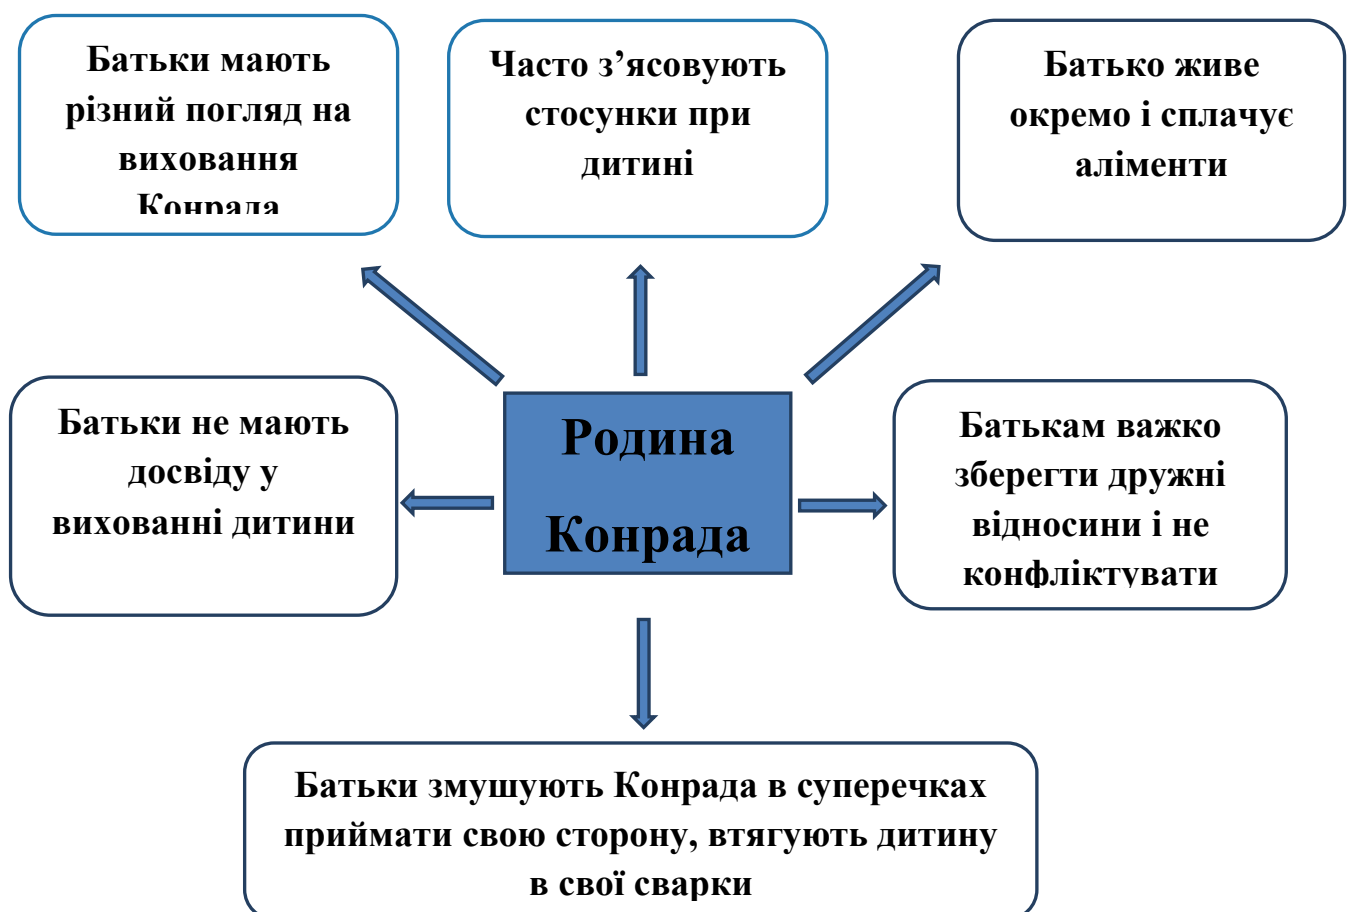 Батьки мають
різний погляд на
виховання
Конрада
Часто з’ясовують
стосунки при
дитині
Батько живе
окремо і сплачує
аліменти
Батьки не мають
досвіду у
вихованні дитини
Родина
Конрада
Батькам важко
зберегти дружні
відносини і не
конфліктувати
Батьки змушують Конрада в суперечках
приймати свою сторону, втягують дитину
в свої сварки